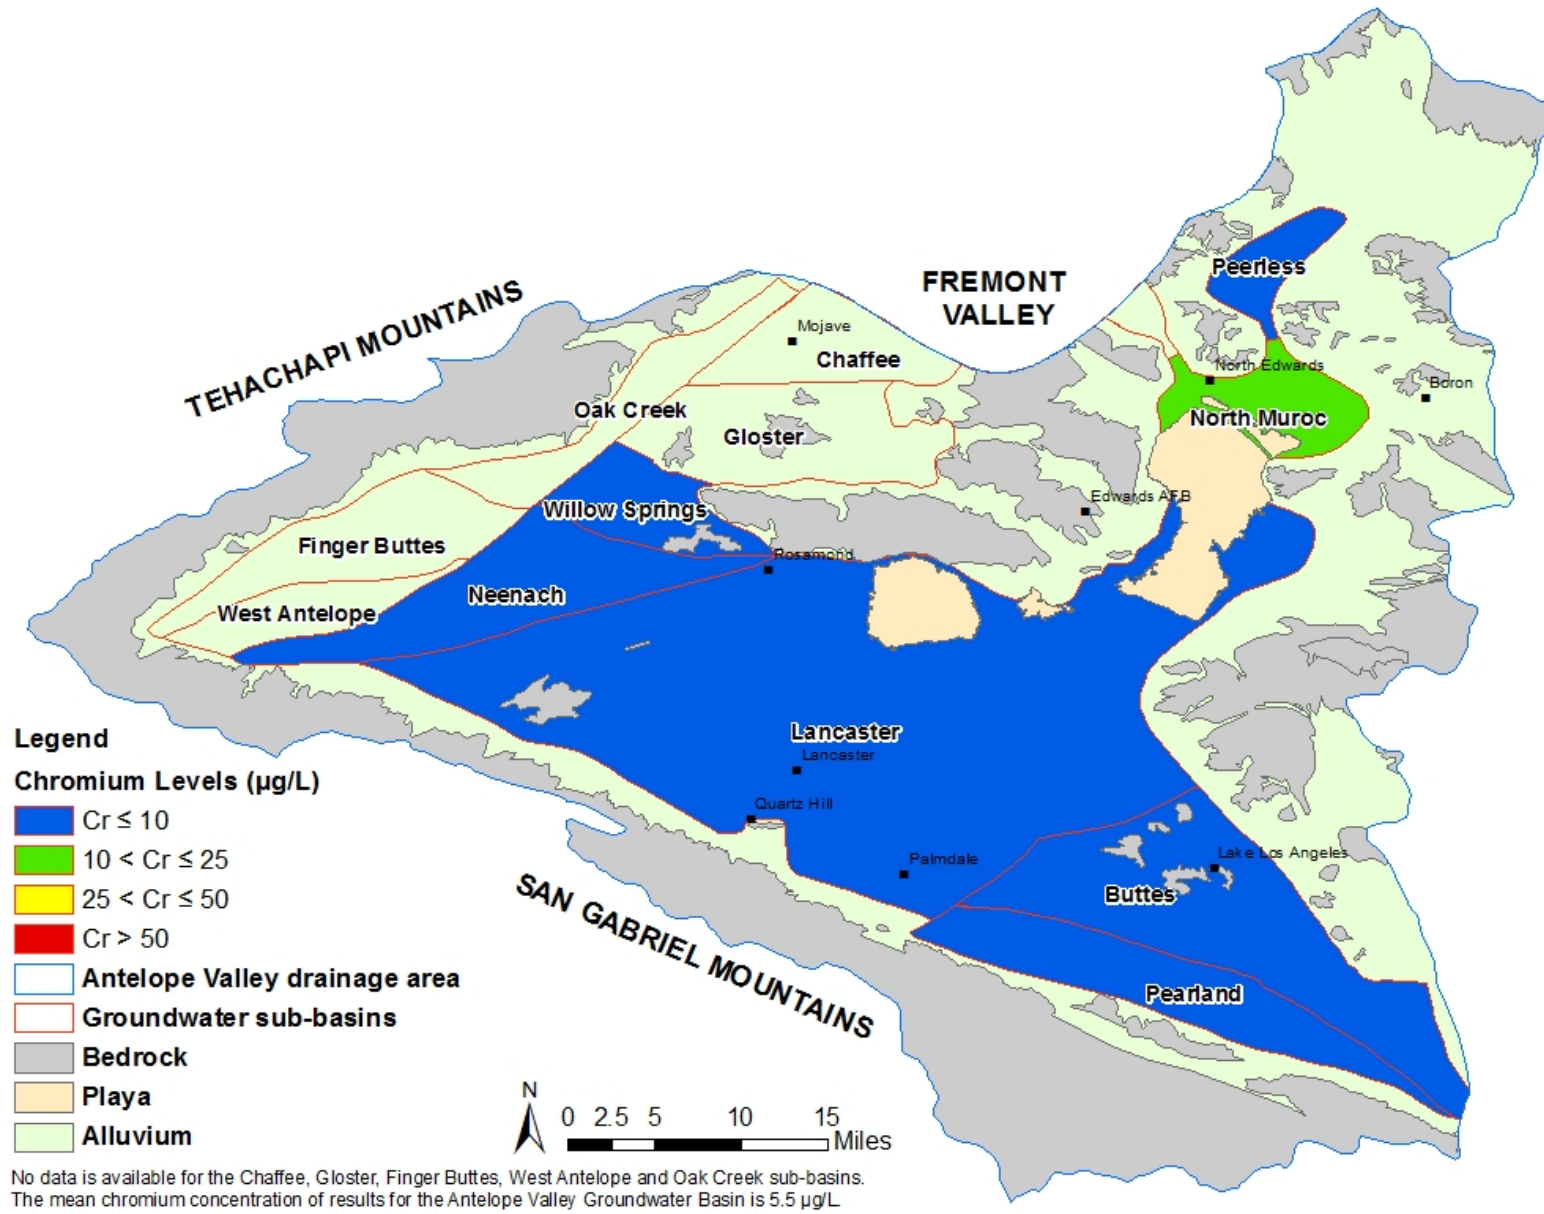 TEHACHAPI MOUNTAINS
FREMONT
VALLEY
Peerless
Mojave
Chaffee
North Edwards
Boron
Oak Creek
North Muroc
Gloster
Edwards AFB
Willow Springs
Finger Buttes
Rosamond
Neenach
West Antelope
Lancaster
Lancaster
Quartz Hill
Palmdale
Lake Los Angeles
Buttes
Pearland
SAN GABRIEL MOUNTAINS
Legend
Chromium Levels (µg/L)
Cr ≤ 10
10 < Cr ≤ 25
25 < Cr ≤ 50
Cr > 50
Antelope Valley drainage area
Groundwater sub-basins
Bedrock
Playa
Alluvium
N
0 2.5 5 10 15
Miles
No data is available for the Chaffee, Gloster, Finger Buttes, West Antelope and Oak Creek sub-basins.
The mean chromium concentration of results for the Antelope Valley Groundwater Basin is 5.5 µg/L.